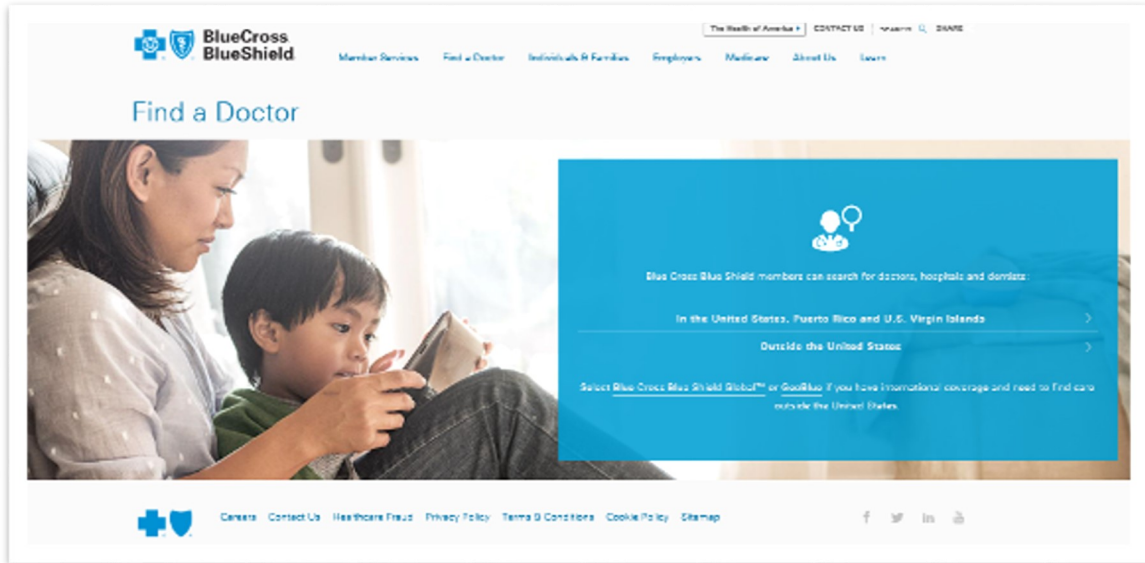 BlueCross
BlueShield
The Health of America CONTACT US SEARCH SHARE
Member Services Find a Doctor Individuals & Families Employers Medicare About Us Learn
Find a Doctor
Blue Cross Blue Shield members can search for doctors, hospitals and dentists:
In the United States, Puerto Rico and U.S. Virgin Islands
Outside the United States
Select Blue Cross Blue Shield Global™ or GeoBlue if you have international coverage and need to find care
outside the United States.
Careers Contact Us Healthcare Fraud Privacy Policy Terms & Conditions Cookie Policy Sitemap